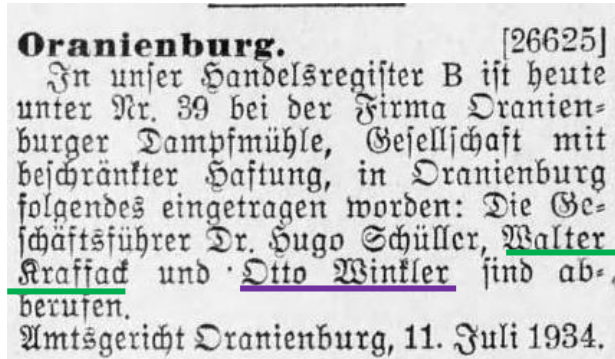 Oranienburg. [26625]
In unser Handelsregister B ist heute
unter Nr. 39 bei der Firma Oranien-
burger Dampfmühle, Gesellschaft mit
beschränkter Haftung, in Oranienburg
folgendes eingetragen worden: Die Ge-
schäftsführer Dr. Hugo Schüller, Walter
Kraffack und Otto Winkler sind ab-
berufen.
Amtsgericht Oranienburg, 11. Juli 1934.